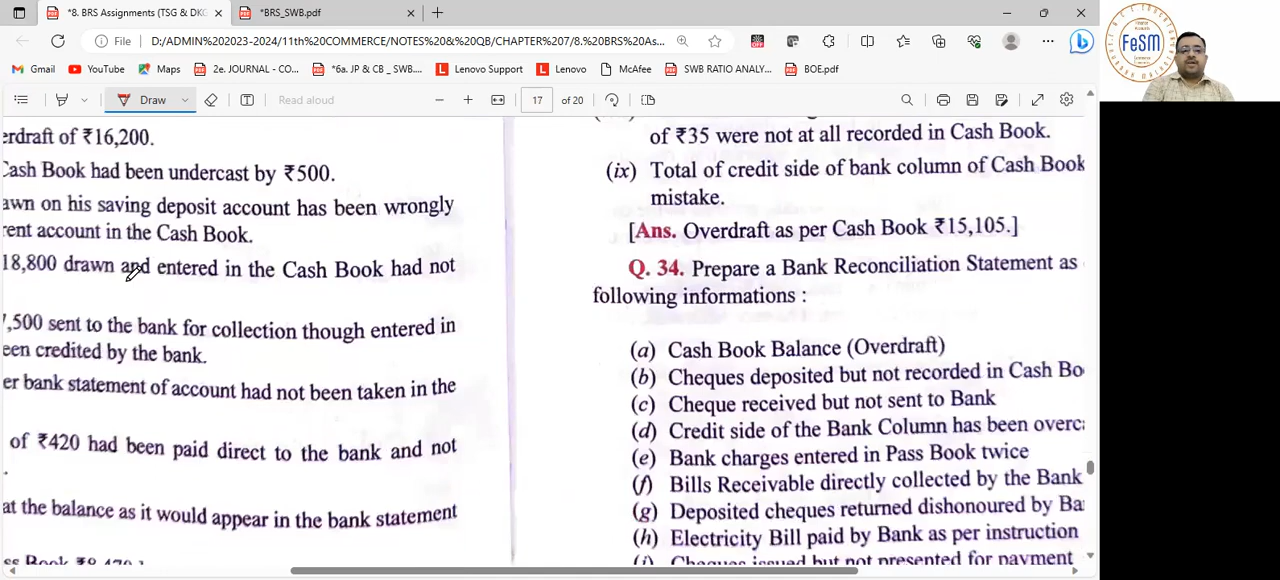 *8. BRS Assignments (TSG & DKG
*BRS_SWB.pdf
File
D:/ADMIN%202023-2024/11th%20COMMERCE/NOTES%20&%20QB/CHAPTER%207/8.%20BRS%20As...
Gmail
YouTube
Maps
2e. JOURNAL - CO...
*6a. JP & CB _ SWB....
Lenovo Support
Lenovo
McAfee
SWB RATIO ANALY...
BOE.pdf
Draw
Read aloud
17 of 20
erdraft of ₹16,200.
Cash Book had been undercast by ₹500.
awn on his saving deposit account has been wrongly
rent account in the Cash Book.
18,800 drawn and entered in the Cash Book had not
7,500 sent to the bank for collection though entered in
een credited by the bank.
er bank statement of account had not been taken in the
of ₹420 had been paid direct to the bank and not
at the balance as it would appear in the bank statement
of ₹35 were not at all recorded in Cash Book.
(ix) Total of credit side of bank column of Cash Book
mistake.
[Ans. Overdraft as per Cash Book ₹15,105.]
Q. 34. Prepare a Bank Reconciliation Statement as
following informations :
(a) Cash Book Balance (Overdraft)
(b) Cheques deposited but not recorded in Cash Bo
(c) Cheque received but not sent to Bank
(d) Credit side of the Bank Column has been overca
(e) Bank charges entered in Pass Book twice
(f) Bills Receivable directly collected by the Bank
(g) Deposited cheques returned dishonoured by Ba
(h) Electricity Bill paid by Bank as per instruction
(i) Cheques issued but not presented for payment
FeSM